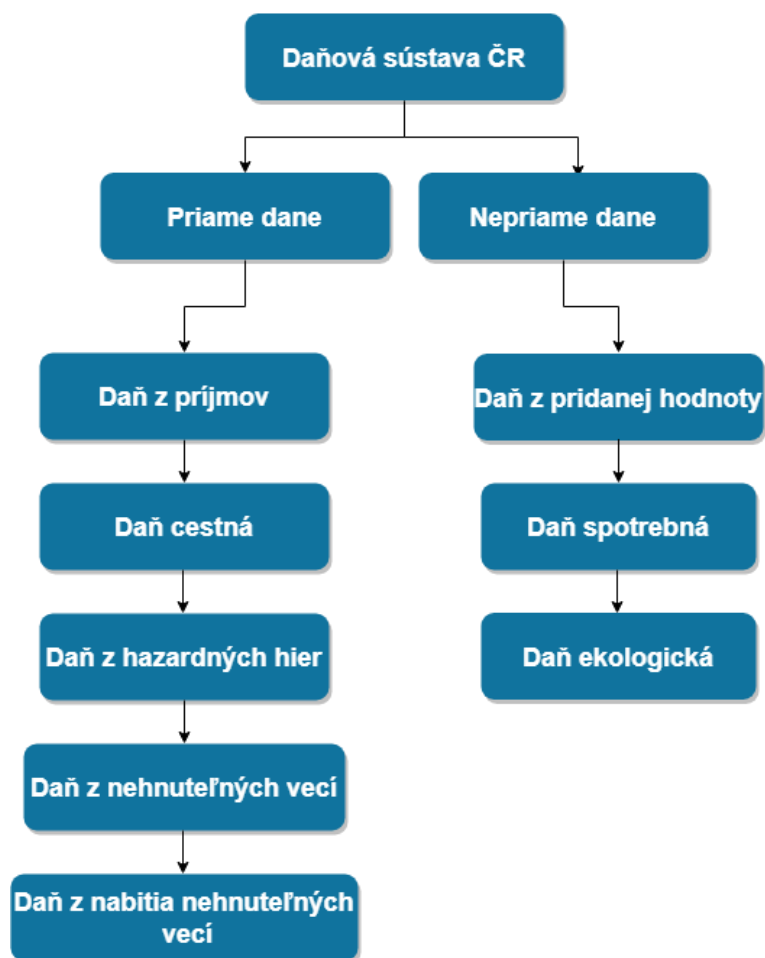 Daňová sústava ČR
Priame dane
Nepriame dane
Daň z príjmov
Daň z pridanej hodnoty
Daň cestná
Daň spotrebná
Daň z hazardných hier
Daň ekologická
Daň z nehnuteľných vecí
Daň z nabitia nehnuteľných
vecí